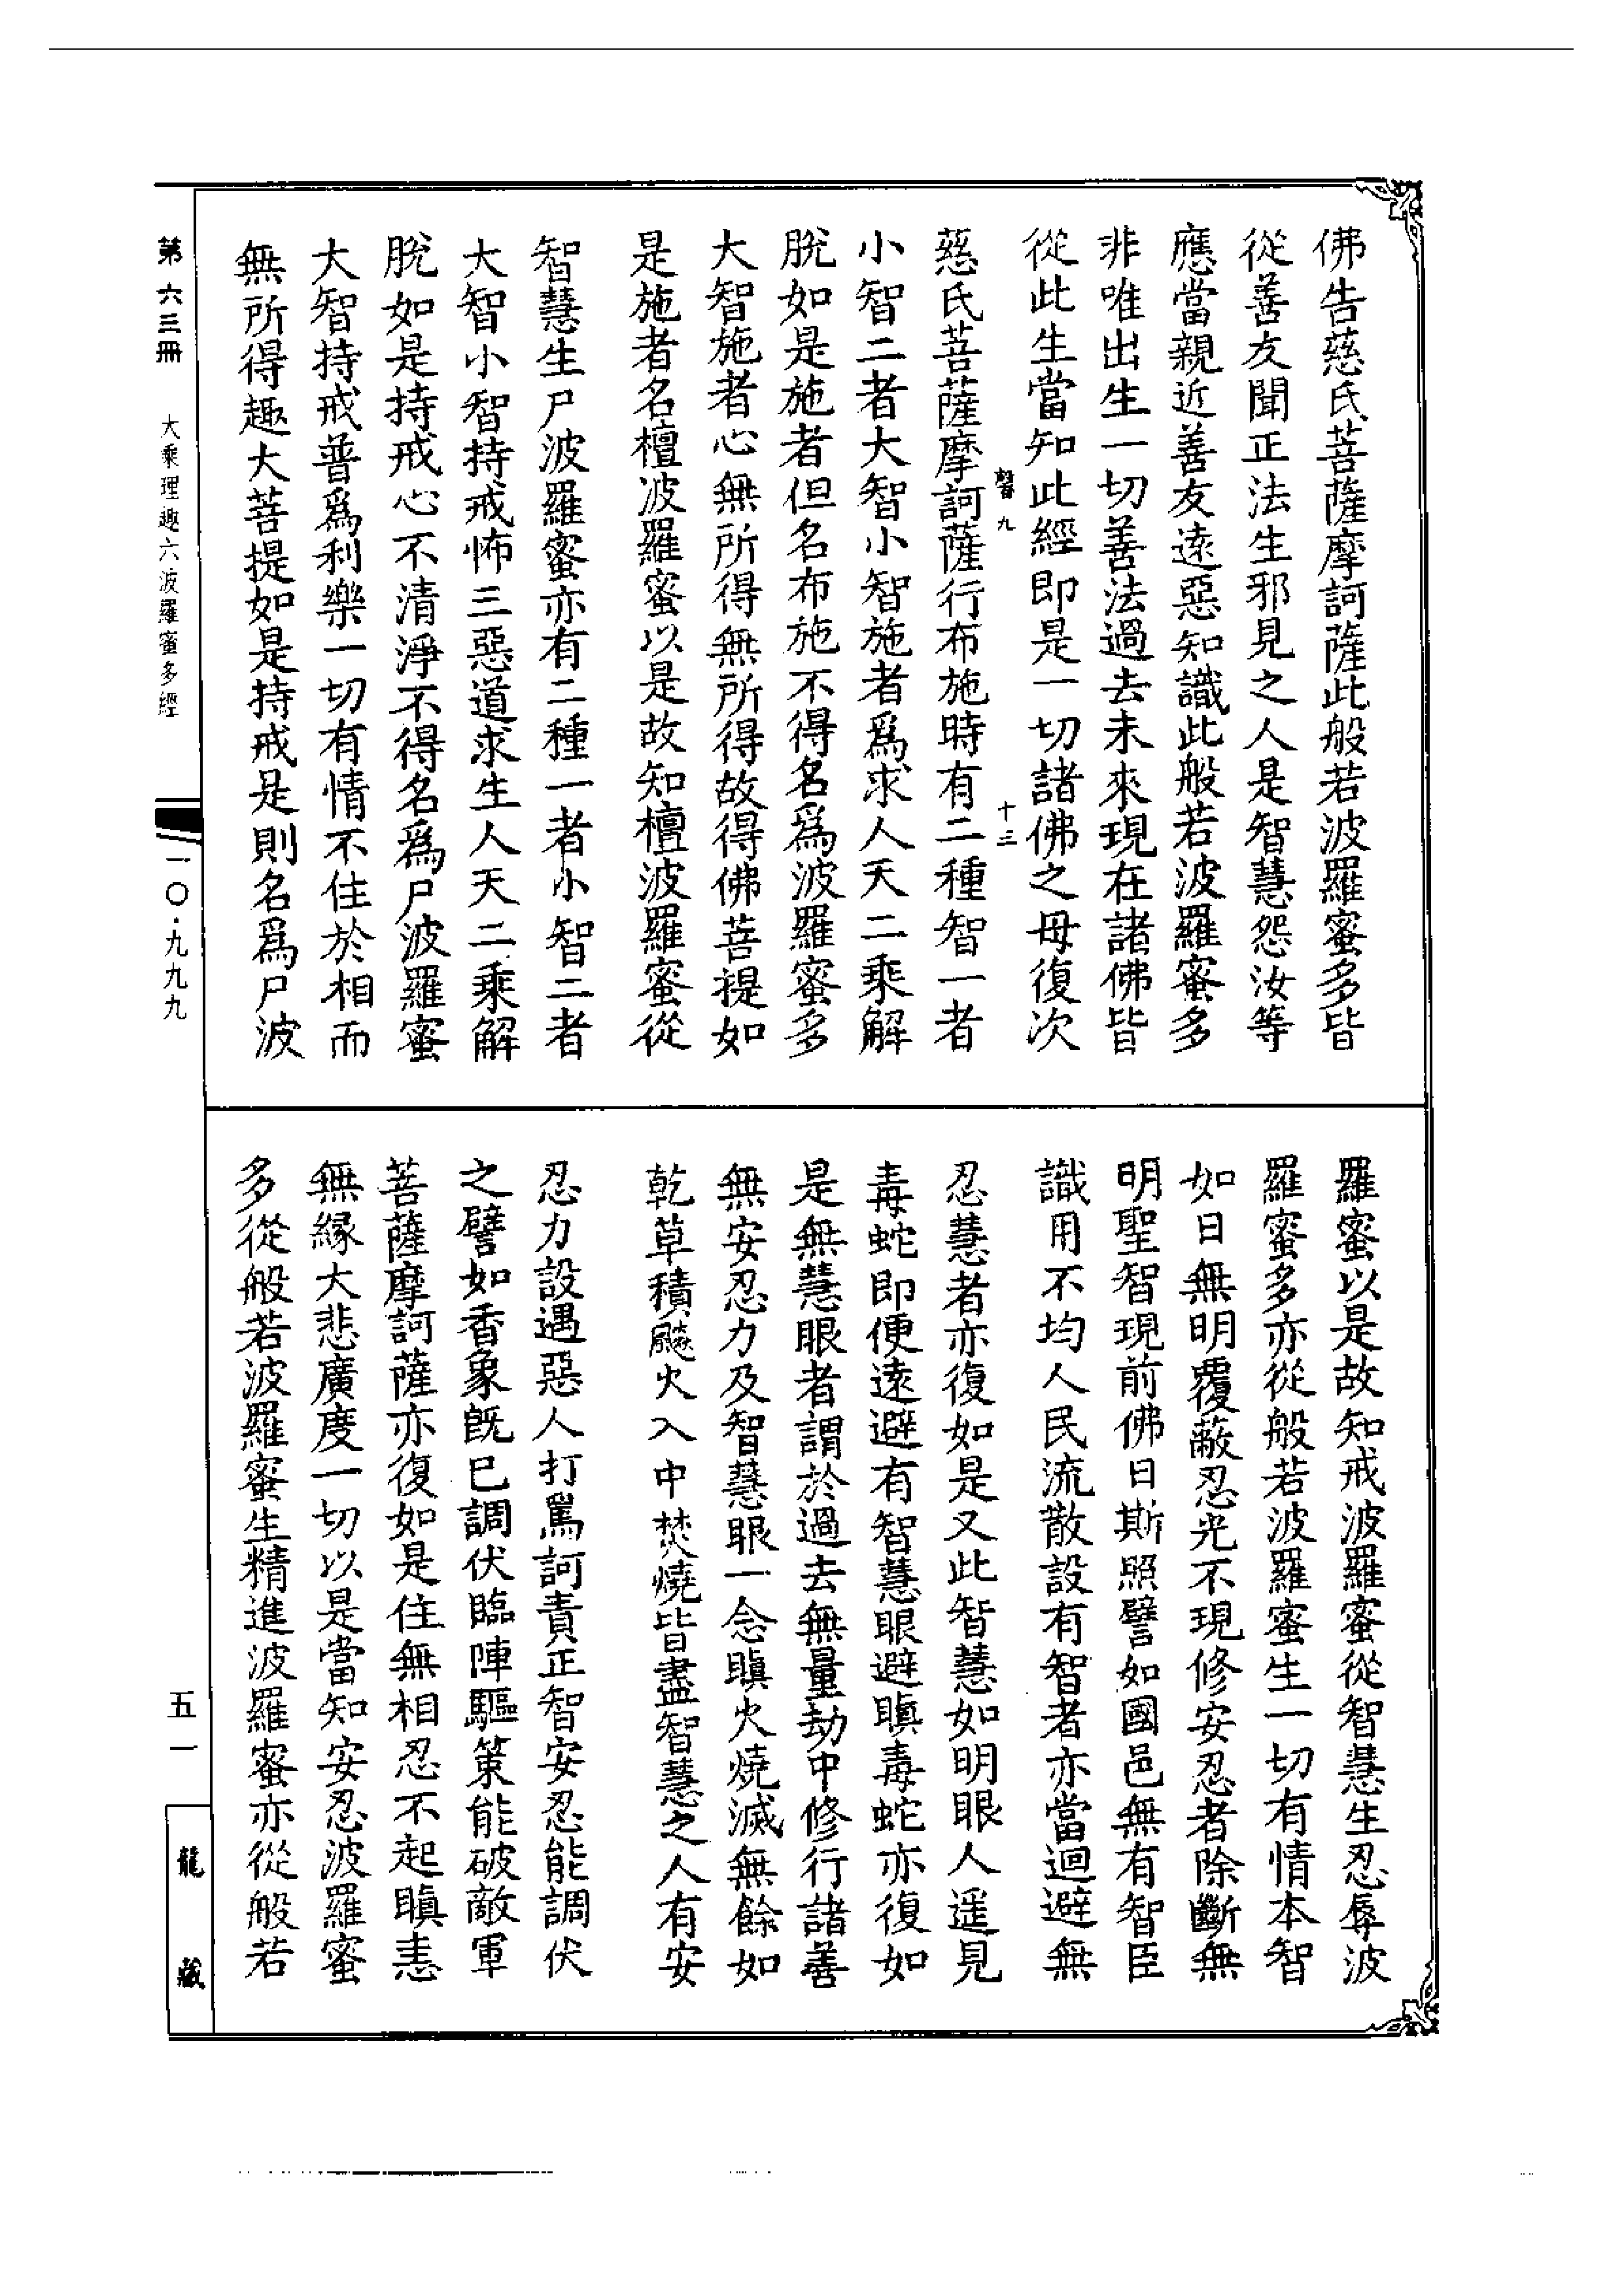 佛告慈氏菩薩摩訶薩此般若波羅蜜多皆
從善友聞正法生邪見之人是智慧怨汝等
應當親近善友遠惡知識此般若波羅蜜多
非唯出生一切善法過去未來現在諸佛皆
從此生當知此經即是一切諸佛之母復次
九
十三
慈氏菩薩摩訶薩行布施時有二種智一者
小智二者大智小智施者爲求人天二乘解
脫如是施者但名布施不得名爲波羅蜜多
大智施者心無所得無所得故得佛菩提如
是施者名檀波羅蜜以是故知檀波羅蜜從
智慧生尸波羅蜜亦有二種一者小智二者
大智小智持戒怖三惡道求生人天二乘解
脫如是持戒心不清淨不得名爲尸波羅蜜
大智持戒普爲利樂一切有情不住於相而
無所得趣大菩提如是持戒是則名爲尸波
羅蜜以是故知戒波羅蜜從智慧生忍辱波
羅蜜多亦從般若波羅蜜生一切有情本智
如日無明覆蔽忍光不現修安忍者除斷無
明聖智現前佛日斯照譬如國邑無有智臣
識用不均人民流散設有智者亦當迴避無
忍慧者亦復如是又此智慧如明眼人遥見
毒蛇即便遠避有智慧眼避瞋毒蛇亦復如
是無慧眼者謂於過去無量劫中修行諸善
無安忍力及智慧眼一念瞋火燒滅無餘如
乾草積飈火入中焚燒皆盡智慧之人有安
忍力設遇惡人打罵訶責正智安忍能調伏
之譬如香象既已調伏臨陣驅策能破敵軍
菩薩摩訶薩亦復如是住無相忍不起瞋恚
無緣大悲廣度一切以是當知安忍波羅蜜
多從般若波羅蜜生精進波羅蜜亦從般若
第六三冊
大乘理趣六波羅蜜多經
一〇·九九九
五一
龍藏